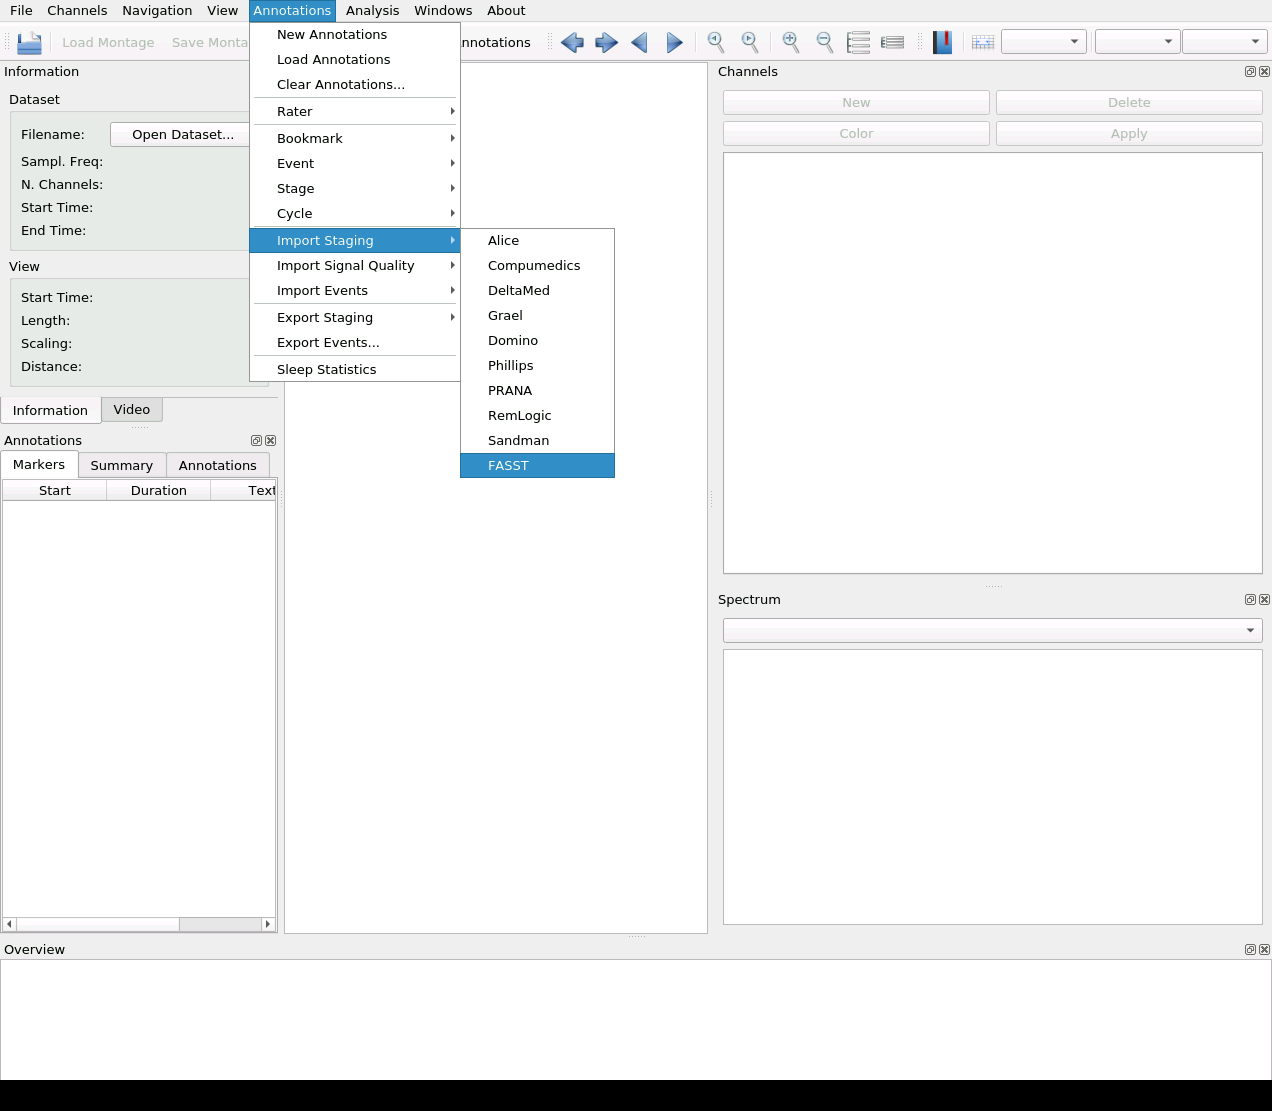 File Channels Navigation View Annotations Analysis Windows About
Load Montage Save Monta nnotations
New Annotations
Load Annotations
Clear Annotations...
Rater
Bookmark
Event
Stage
Cycle
Import Staging
Import Signal Quality
Import Events
Export Staging
Export Events...
Sleep Statistics
Alice
Compumedics
DeltaMed
Grael
Domino
Phillips
PRANA
RemLogic
Sandman
FASST
Information
Dataset
Filename: Open Dataset...
Sampl. Freq:
N. Channels:
Start Time:
End Time:
View
Start Time:
Length:
Scaling:
Distance:
Information Video
Annotations
Markers Summary Annotations
Start Duration Text
Channels
New Delete
Color Apply
Spectrum
Overview